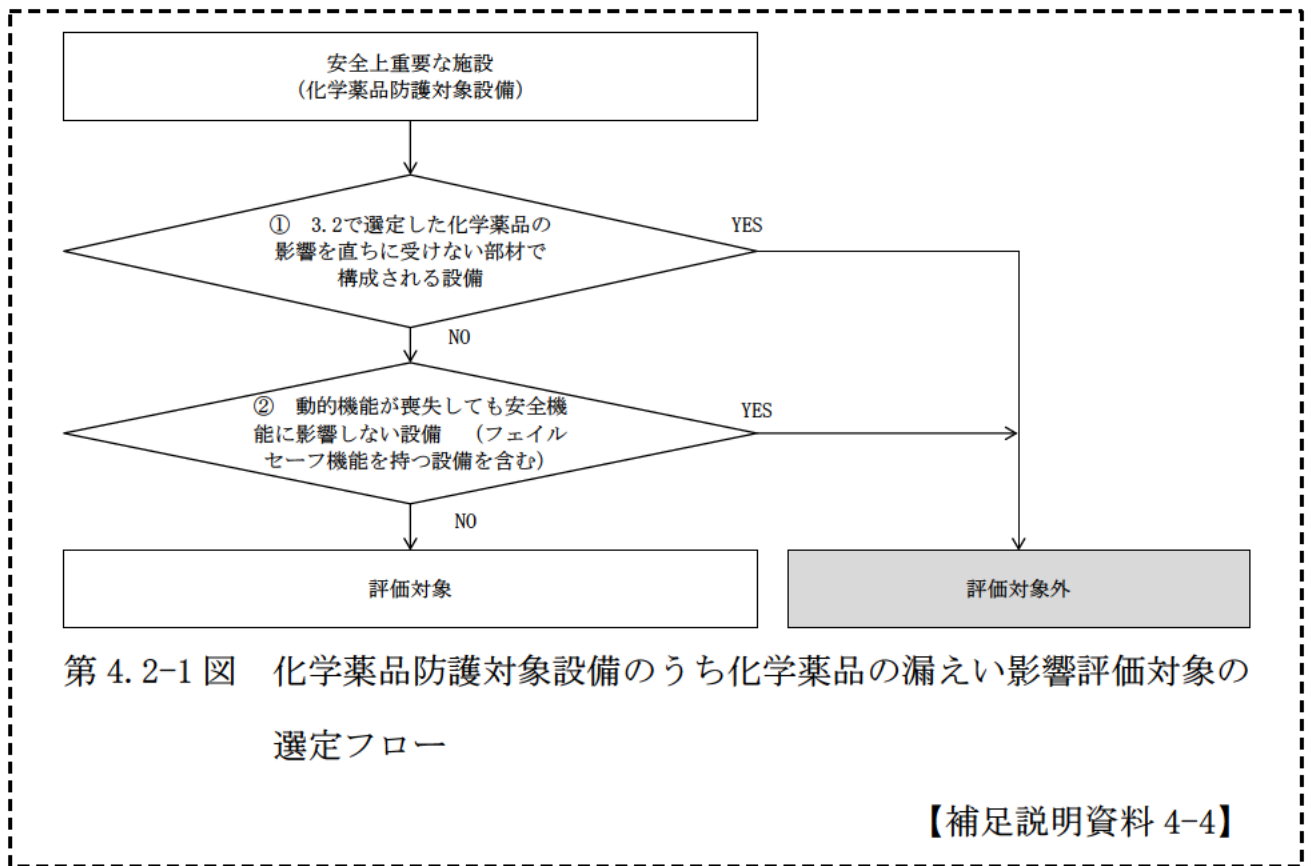 安全上重要な施設
(化学薬品防護対象設備)
① 3.2で選定した化学薬品の
影響を直ちに受けない部材で
構成される設備
YES
NO
② 動的機能が喪失しても安全機
能に影響しない設備 (フェイル
セーフ機能を持つ設備を含む)
YES
NO
評価対象
評価対象外
第 4.2-1 図 化学薬品防護対象設備のうち化学薬品の漏えい影響評価対象の
選定フロー
【補足説明資料 4-4】